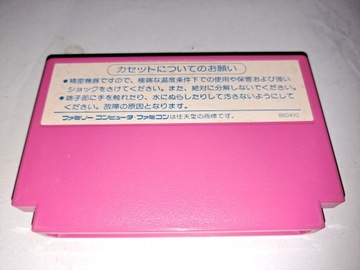 カセットについてのお願い
●精密機器ですので、極端な温度条件下での使用や保管および強い
ショックをさけてください。また、絶対に分解しないでください。
●端子部に手を触れたり、水にぬらしたりして汚さないようにして
ください。故障の原因となります。
ファミリーコンピュータ・ファミコンは任天堂の商標です。